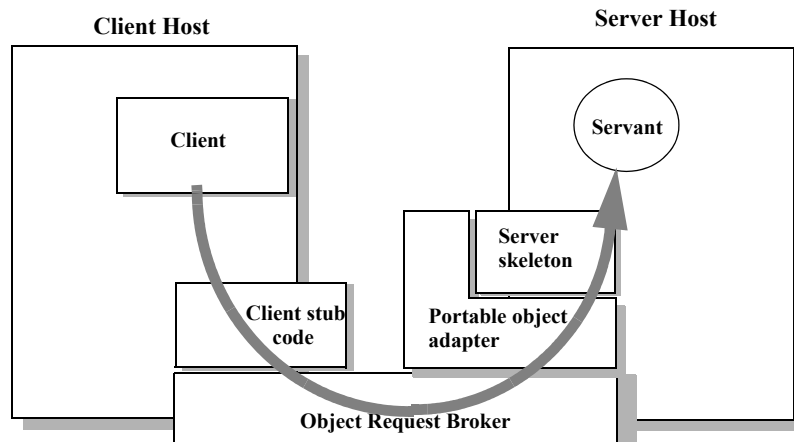 Client Host
Server Host
Client
Servant
Server
skeleton
Client stub
code
Portable object
adapter
Object Request Broker